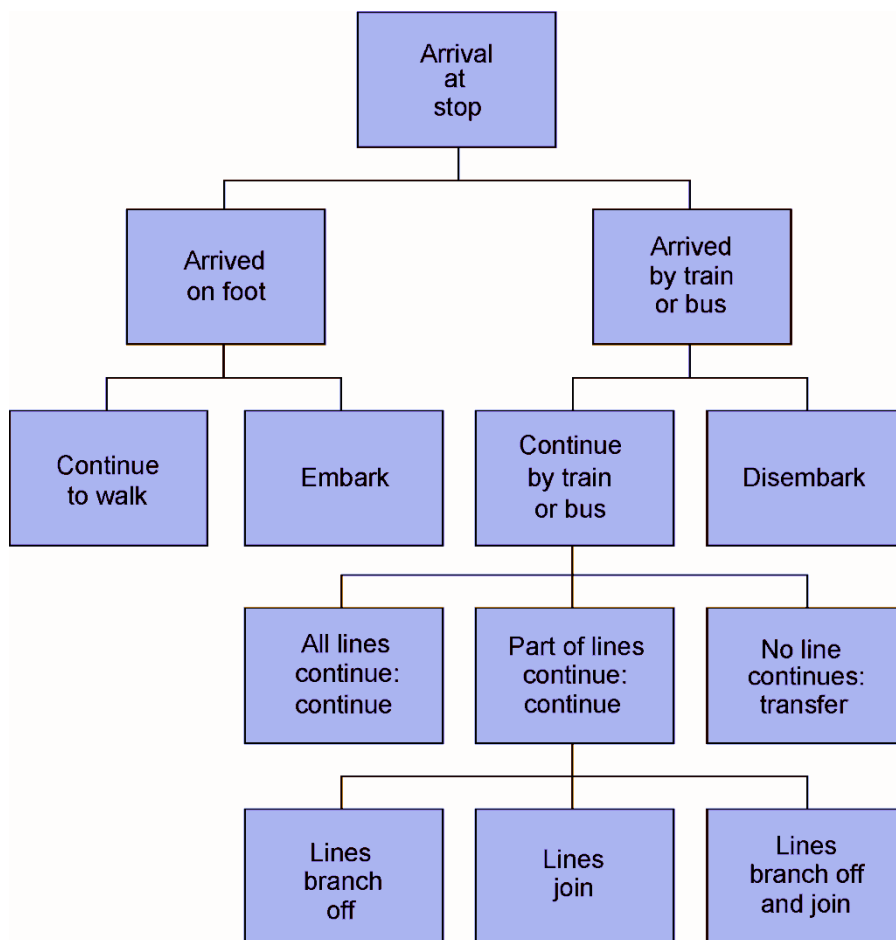 Arrival
at
stop
Arrived
on foot
Arrived
by train
or bus
Continue
to walk
Embark
Continue
by train
or bus
Disembark
All lines
continue:
continue
Part of lines
continue:
continue
No line
continues:
transfer
Lines
branch
off
Lines
join
Lines
branch off
and join